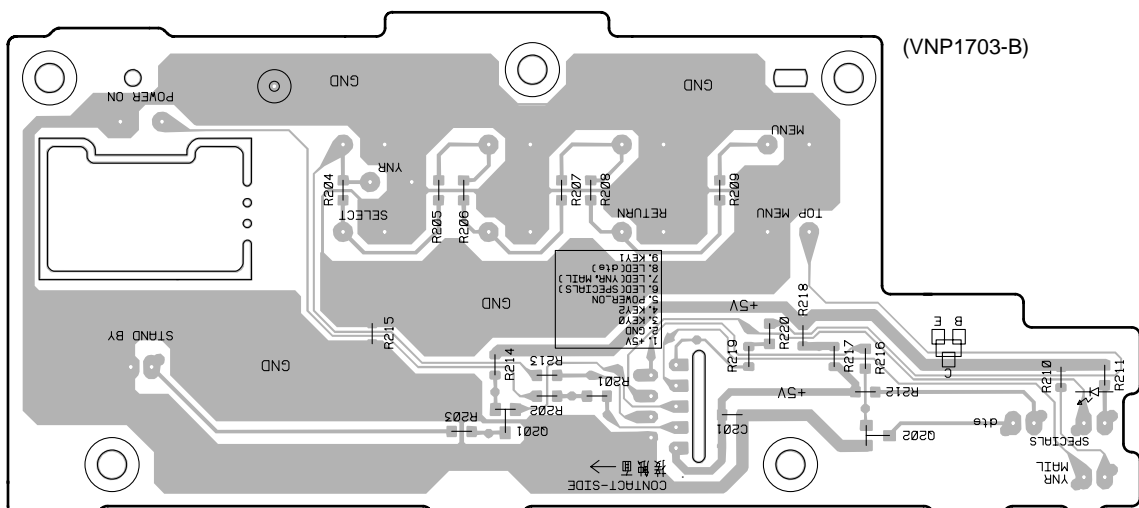 (VNP1703-B)
GND
GND
POWER ON
MENU
YNR
R204
R207
R208
R209
SELECT
R205
R206
RETURN
TOP MENU
9. KEY1
8. LED(dts)
7. LED(YNR, MAIL)
6. LED(SPECIALS)
5. POWER_ON
4. KEY2
3. KEY0
2. GND
1. +5V
GND
+5V
R218
E
B
C
STAND BY
R215
R220
R219
R217
R216
GND
R214
R213
R201
R210
R211
+5V
R212
R202
R203
Q201
C201
Q202
dts
SPECIALS
接触面
CONTACT-SIDE
YNR
MAIL